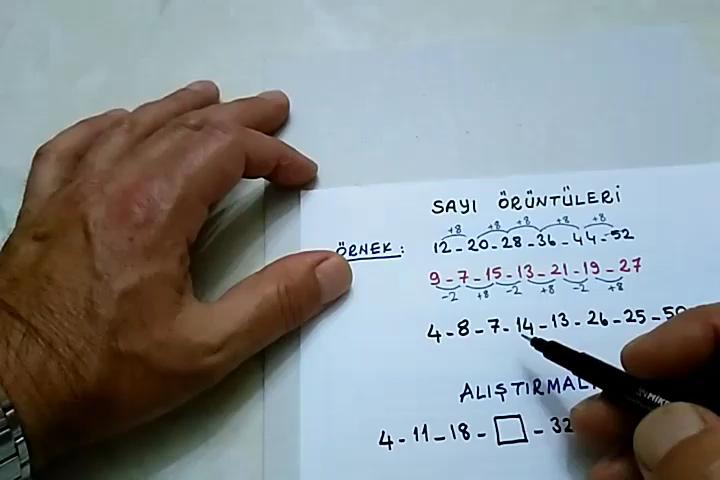 SAYI ÖRÜNTÜLERİ
+8 +8 +8 +8 +8
ÖRNEK: 12-20-28-36-44-52
9-7-15-13-21-19-27
-2 +8 -2 +8 -2 +8
4-8-7-14-13-26-25-50
ALIŞTIRMAL
4-11-18-□-32